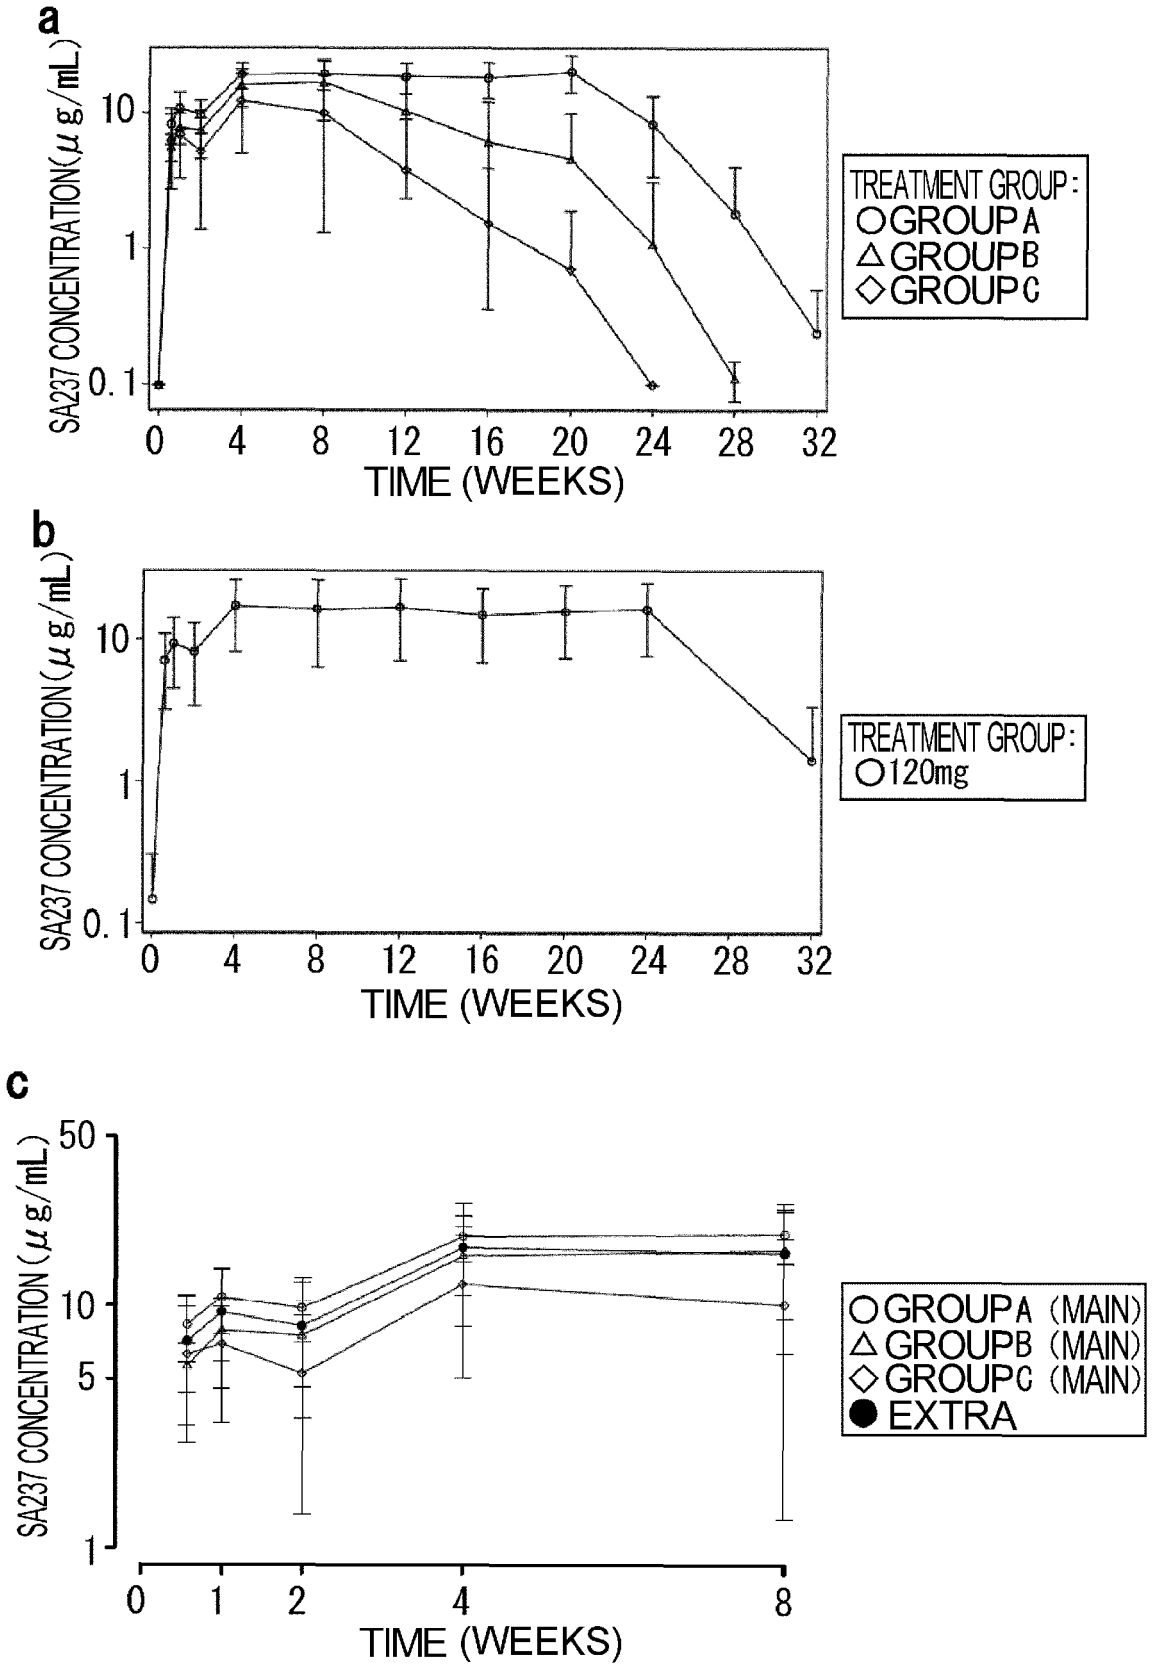 a
SA237 CONCENTRATION(μg/mL)
10
1
0.1
0 4 8 12 16 20 24 28 32
TIME (WEEKS)
TREATMENT GROUP:
GROUP A
GROUP B
GROUP C
b
SA237 CONCENTRATION(μg/mL)
10
1
0.1
0 4 8 12 16 20 24 28 32
TIME (WEEKS)
TREATMENT GROUP:
120mg
c
SA237 CONCENTRATION(μg/mL)
50
10
5
1
0 1 2 4 8
TIME (WEEKS)
GROUP A (MAIN)
GROUP B (MAIN)
GROUP C (MAIN)
EXTRA